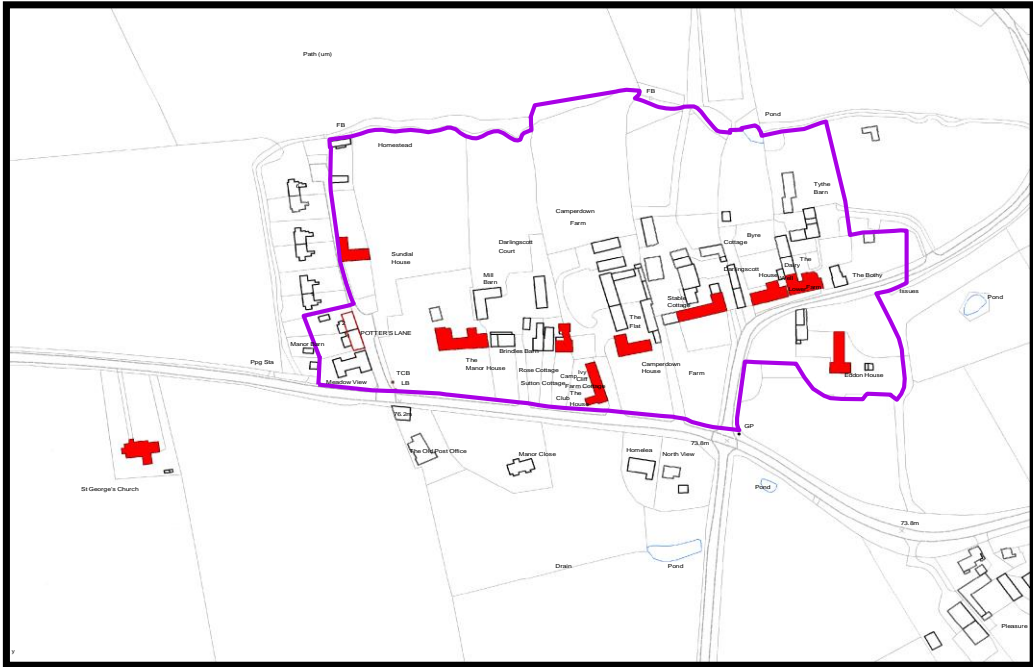 Path (um)
FB
FB
Pond
Homestead
Tythe
Barn
Camperdown
Farm
Byre
Cottage
Darlingscott
Court
Sundial
House
The
Dairy
Darlingscott
House
The Bothy
Mill
Barn
Issues
Pond
Stable
Cottage
The
Flat
POTTER'S LANE
Manor Barn
Brindles Barn
Ppg Sta
The
Manor House
Rose Cottage
Camperdown
House
Farm
Ivy
Cliff
Farm Cottage
The
House
Camp
Club
Sutton Cottage
Meadow View
TCB
LB
Eddon House
76.2m
GP
73.8m
The Old Post Office
Manor Close
Homelea
North View
St George's Church
Pond
73.8m
Drain
Pond
Pleasure
y